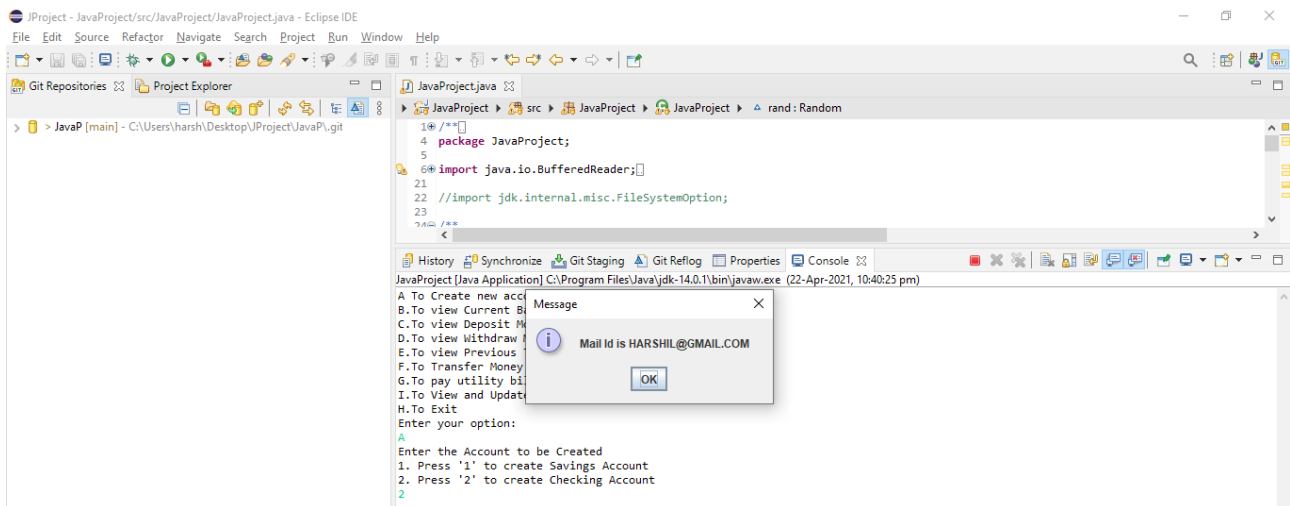 JProject - JavaProject/src/JavaProject/JavaProject.java - Eclipse IDE
File Edit Source Refactor Navigate Search Project Run Window Help
Git Repositories Project Explorer
JavaProject.java
JavaProject src JavaProject JavaProject rand : Random
> JavaP [main] - C:\Users\harsh\Desktop\JProject\JavaP\.git
1 /**
4 package JavaProject;
5
6 import java.io.BufferedReader;
21
22 //import jdk.internal.misc.FileSystemOption;
23
24 /**
History Synchronize Git Staging Git Reflog Properties Console
JavaProject [Java Application] C:\Program Files\Java\jdk-14.0.1\bin\javaw.exe (22-Apr-2021, 10:40:25 pm)
A To Create new acc
B.To view Current Ba
C.To view Deposit Mo
D.To view Withdraw
E.To view Previous
F.To Transfer Money
G.To pay utility bi
I.To View and Updat
H.To Exit
Enter your option:
A
Enter the Account to be Created
1. Press '1' to create Savings Account
2. Press '2' to create Checking Account
2
Message
Mail Id is HARSHIL@GMAIL.COM
OK